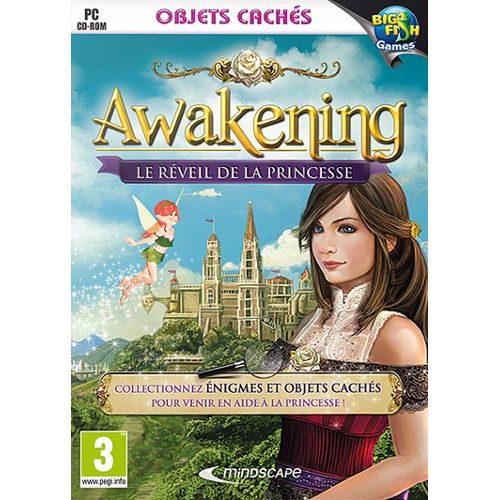 PC
CD-ROM
OBJETS CACHÉS
BIG FISH
Games
Awakening
LE RÉVEIL DE LA PRINCESSE
COLLECTIONNEZ ÉNIGMES ET OBJETS CACHÉS
POUR VENIR EN AIDE À LA PRINCESSE !
3
www.pegi.info
mindscape